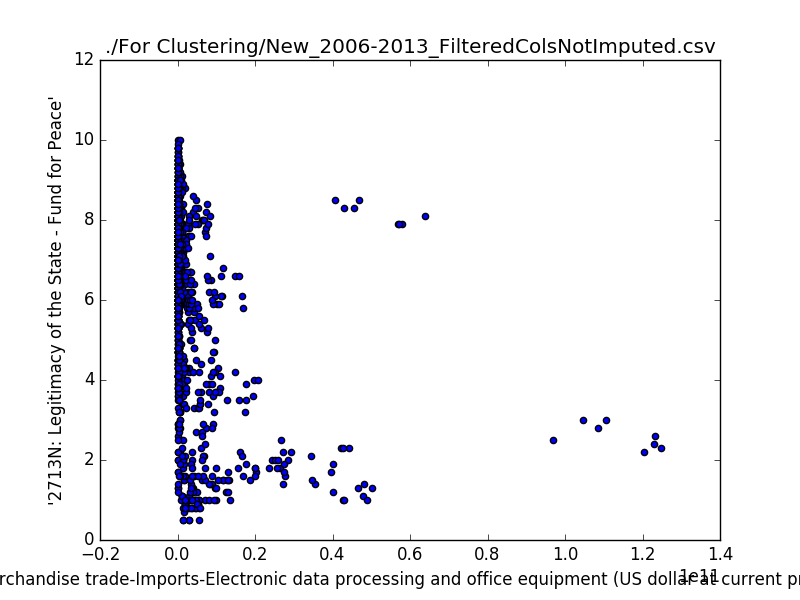 ./For Clustering/New_2006-2013_FilteredColsNotImputed.csv
'2713N: Legitimacy of the State - Fund for Peace'
12
10
8
6
4
2
0
−0.2 0.0 0.2 0.4 0.6 0.8 1.0 1.2 1.4
1e11
rchandise trade-Imports-Electronic data processing and office equipment (US dollar at current pr